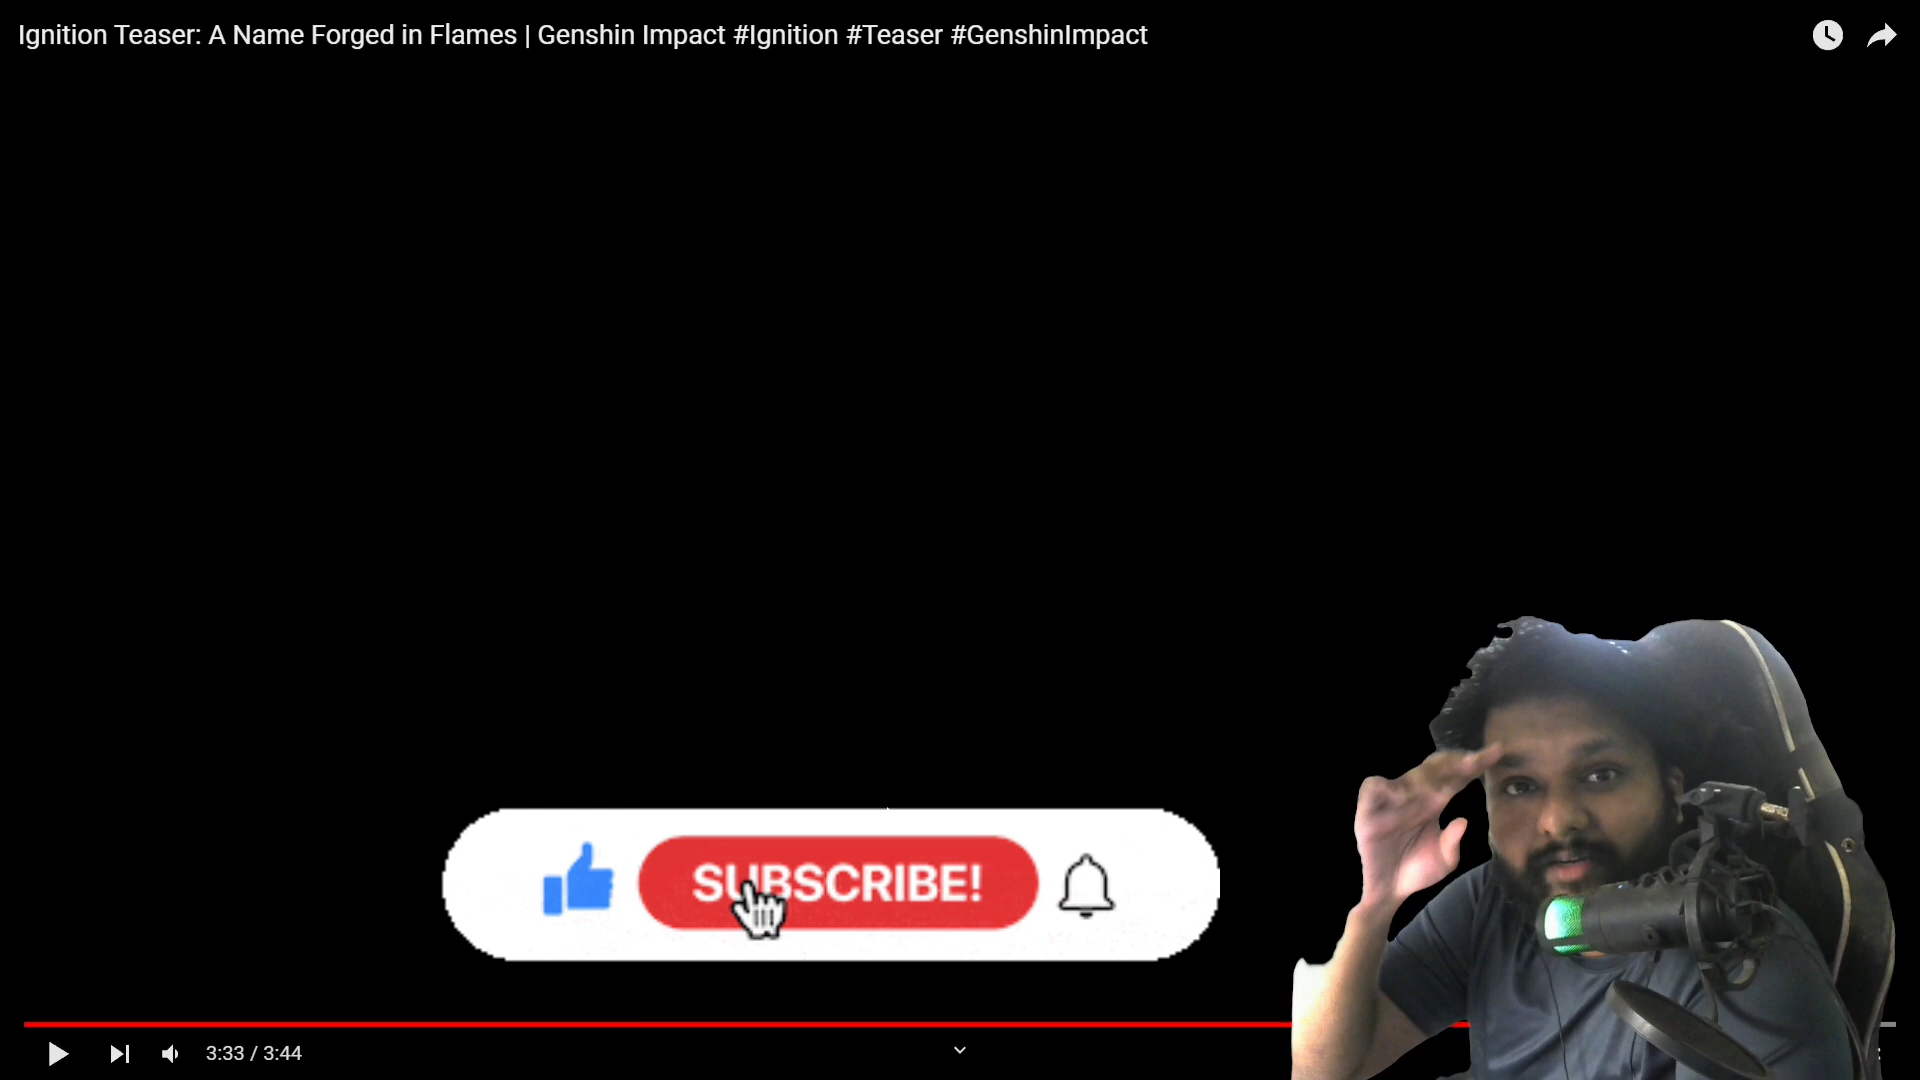 Ignition Teaser: A Name Forged in Flames | Genshin Impact #Ignition #Teaser #GenshinImpact
SUBSCRIBE!
3:33 / 3:44